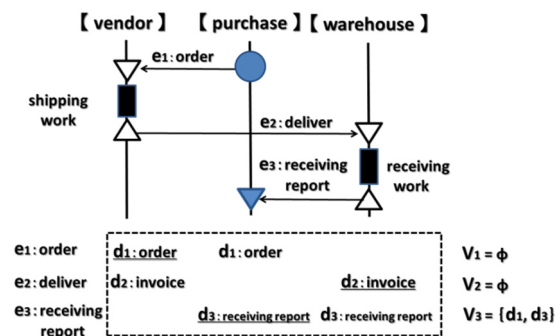 【 vendor 】 【 purchase 】 【 warehouse 】
e1:order
shipping
work
e2:deliver
e3:receiving
report
receiving
work
e1:order d1:order d1:order V1 = ϕ
e2:deliver d2:invoice d2:invoice V2 = ϕ
e3:receiving
report
d3:receiving report d3:receiving report V3 = {d1, d3}